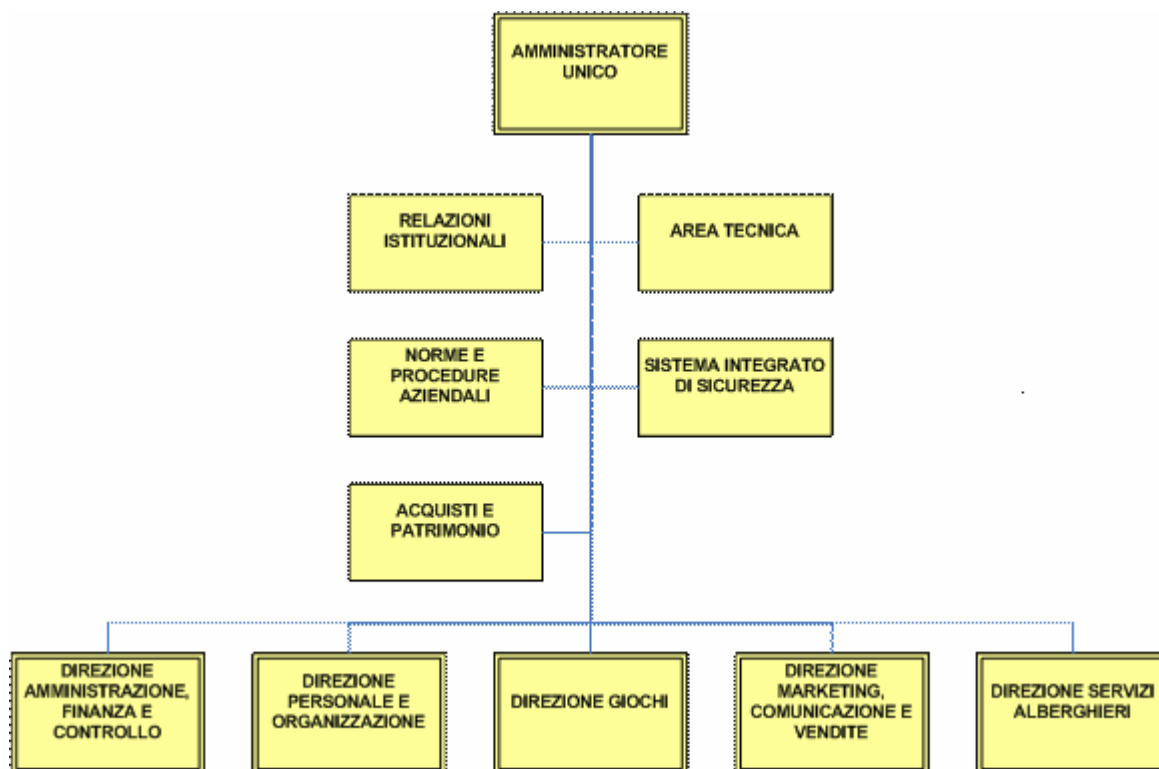 AMMINISTRATORE
UNICO
RELAZIONI
ISTITUZIONALI
AREA TECNICA
NORME E
PROCEDURE
AZIENDALI
SISTEMA INTEGRATO
DI SICUREZZA
ACQUISTI E
PATRIMONIO
DIREZIONE
AMMINISTRAZIONE,
FINANZA E
CONTROLLO
DIREZIONE
PERSONALE E
ORGANIZZAZIONE
DIREZIONE GIOCHI
DIREZIONE
MARKETING,
COMUNICAZIONE E
VENDITE
DIREZIONE SERVIZI
ALBERGHIERI